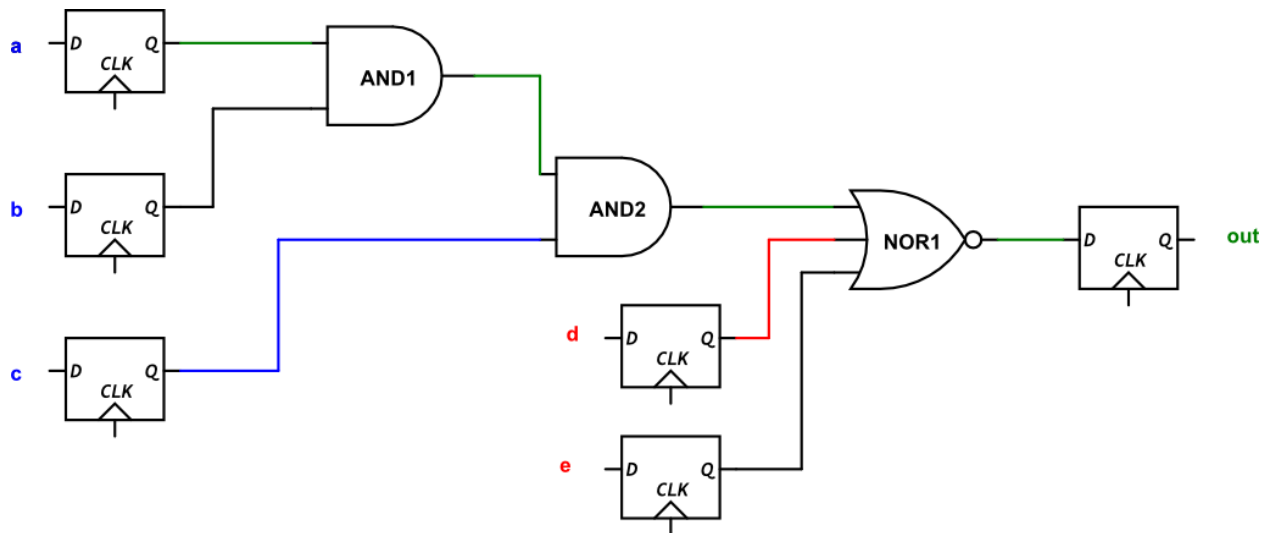 a
D Q
CLK
AND1
b
D Q
CLK
AND2
NOR1
D Q
CLK
out
c
D Q
CLK
d
D Q
CLK
e
D Q
CLK